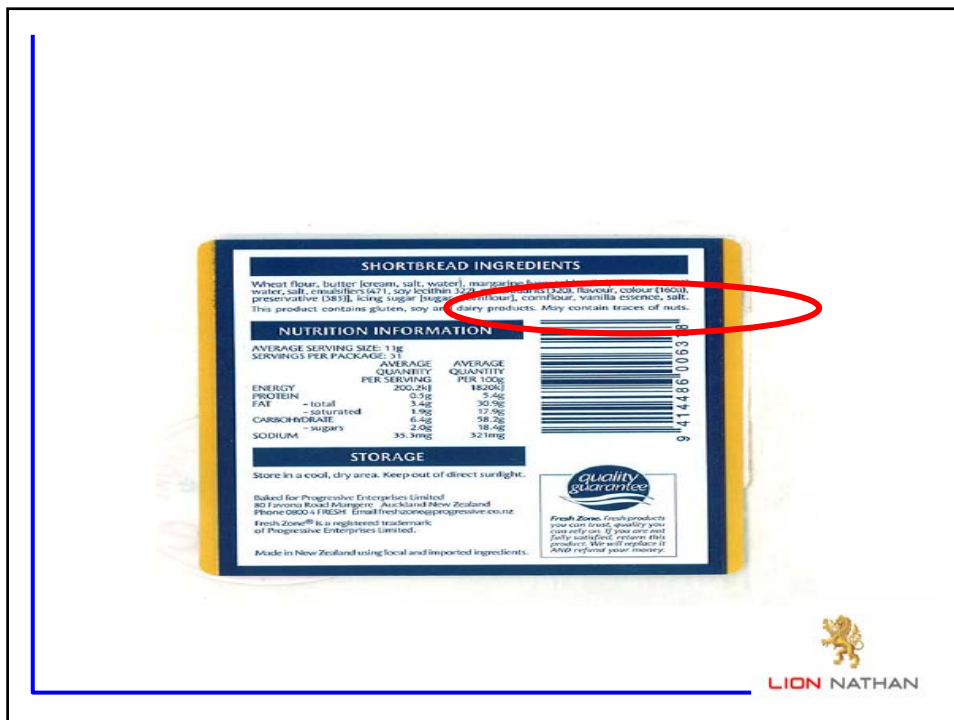 SHORTBREAD INGREDIENTS
Wheat flour, butter [cream, salt, water], margarine
water, salt, emulsifiers (471, soy lecithin 322), (320), flavour, colour (160a),
preservative (385)], icing sugar [sugar, cornflour], cornflour, vanilla essence, salt.
This product contains gluten, soy and dairy products. May contain traces of nuts.
NUTRITION INFORMATION
AVERAGE SERVING SIZE: 11g
SERVINGS PER PACKAGE: 31
AVERAGE QUANTITY PER SERVING AVERAGE QUANTITY PER 100g
ENERGY 200.2kJ 1820kJ
PROTEIN 0.5g 5.4g
FAT - total 3.4g 30.9g
- saturated 1.9g 17.9g
CARBOHYDRATE 6.4g 58.2g
- sugars 2.0g 18.4g
SODIUM 35.3mg 321mg
STORAGE
Store in a cool, dry area. Keep out of direct sunlight.
Baked for Progressive Enterprises Limited
80 Favona Road Mangere Auckland New Zealand
Phone 0800 4 FRESH Email freshzone@progressive.co.nz
Fresh Zone® is a registered trademark
of Progressive Enterprises Limited.
Made in New Zealand using local and imported ingredients.
9 414486 006378
quality
guarantee
Fresh Zone. Fresh products
you can trust, quality you
can rely on. If you are not
fully satisfied, return this
product. We will replace it
AND refund your money.
LION NATHAN